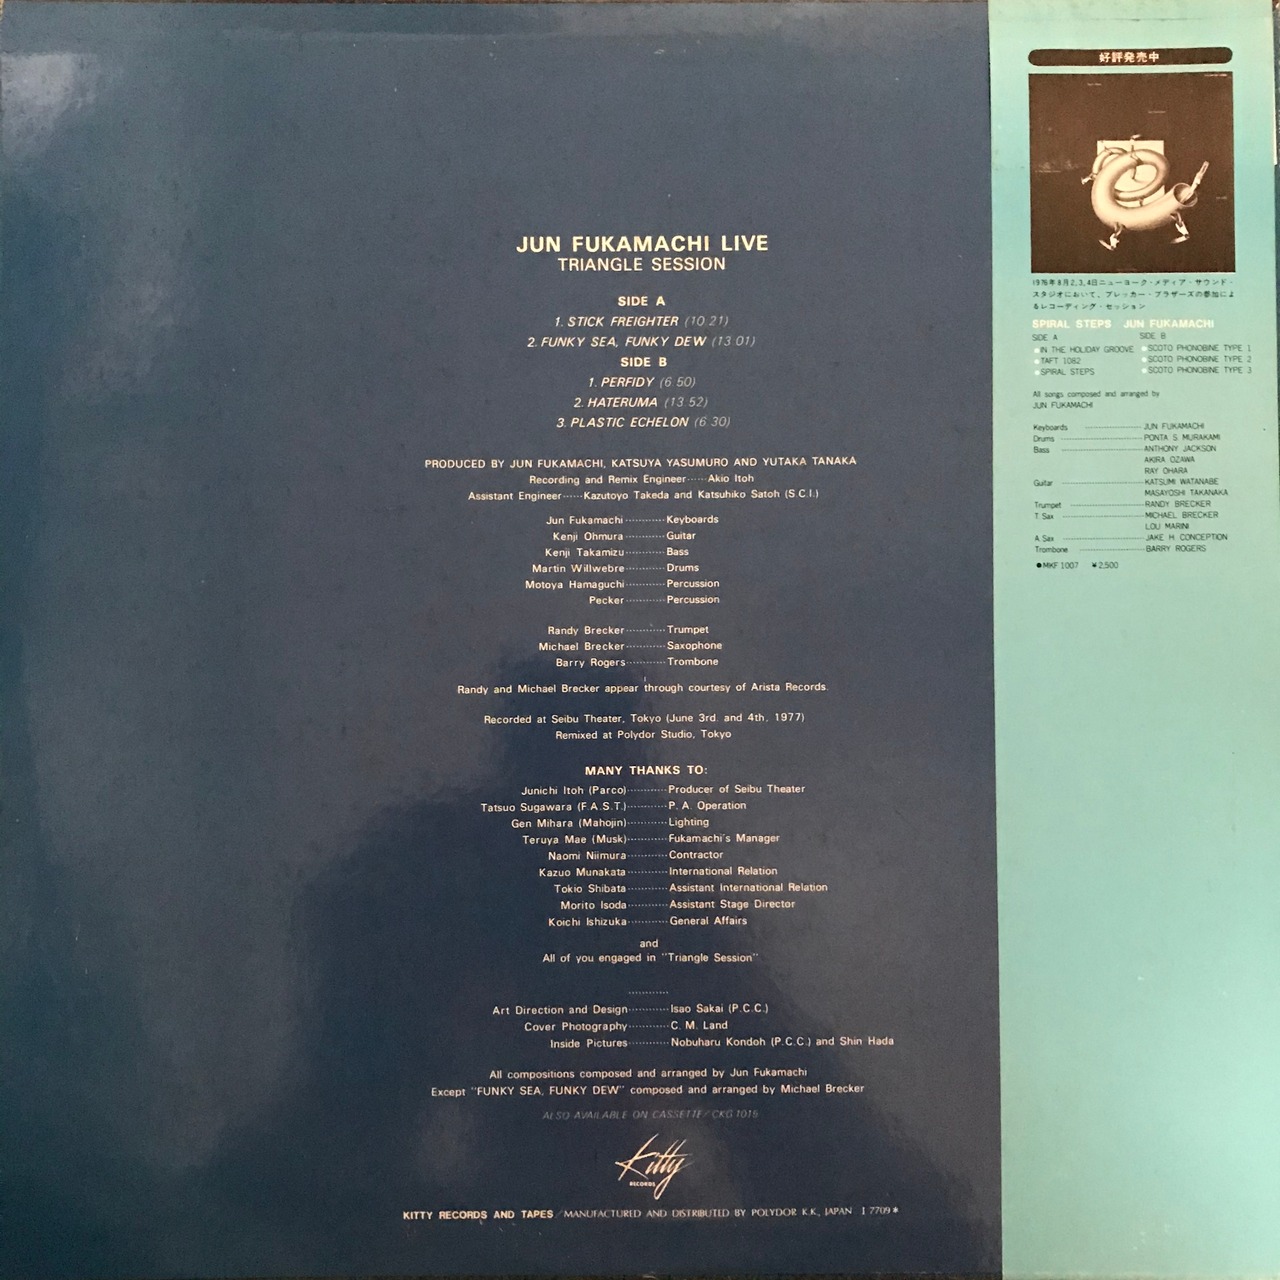 JUN FUKAMACHI LIVE
TRIANGLE SESSION
SIDE A
1. STICK FREIGHTER (10 21)
2. FUNKY SEA, FUNKY DEW (13 01)
SIDE B
1. PERFIDY (6 50)
2. HATERUMA (13 52)
3. PLASTIC ECHELON (6 30)
PRODUCED BY JUN FUKAMACHI, KATSUYA YASUMURO AND YUTAKA TANAKA
Recording and Remix Engineer······Akio Itoh
Assistant Engineer······Kazutoyo Takeda and Katsuhiko Satoh (S.C.I.)
Jun Fukamachi············Keyboards
Kenji Ohmura············Guitar
Kenji Takamizu············Bass
Martin Willwebre············Drums
Motoya Hamaguchi············Percussion
Pecker············Percussion
Randy Brecker············Trumpet
Michael Brecker············Saxophone
Barry Rogers············Trombone
Randy and Michael Brecker appear through courtesy of Arista Records.
Recorded at Seibu Theater, Tokyo (June 3rd. and 4th, 1977)
Remixed at Polydor Studio, Tokyo
MANY THANKS TO:
Junichi Itoh (Parco)············Producer of Seibu Theater
Tatsuo Sugawara (F.A.S.T.)············P. A. Operation
Gen Mihara (Mahojin)············Lighting
Teruya Mae (Musk)············Fukamachi's Manager
Naomi Niimura············Contractor
Kazuo Munakata············International Relation
Tokio Shibata············Assistant International Relation
Morito Isoda············Assistant Stage Director
Koichi Ishizuka············General Affairs
and
All of you engaged in "Triangle Session"
············
Art Direction and Design············Isao Sakai (P.C.C.)
Cover Photography············C. M. Land
Inside Pictures············Nobuharu Kondoh (P.C.C.) and Shin Hada
All compositions composed and arranged by Jun Fukamachi
Except "FUNKY SEA, FUNKY DEW" composed and arranged by Michael Brecker
ALSO AVAILABLE ON CASSETTE/CKG 1016
Kitty
RECORDS
KITTY RECORDS AND TAPES/MANUFACTURED AND DISTRIBUTED BY POLYDOR K.K., JAPAN I 7709*
好評発売中
1976年8月2,3,4日ニューヨーク・メディア・サウンド・
スタジオにおいて、ブレッカー・ブラザーズの参加によ
るレコーディング・セッション
SPIRAL STEPS JUN FUKAMACHI
SIDE A SIDE B
●IN THE HOLIDAY GROOVE ●SCOTO PHONOBINE TYPE 1
●TAFT 1082 ●SCOTO PHONOBINE TYPE 2
●SPIRAL STEPS ●SCOTO PHONOBINE TYPE 3
All songs composed and arranged by
JUN FUKAMACHI
Keyboards ············JUN FUKAMACHI
Drums ············PONTA S. MURAKAMI
Bass ············ANTHONY JACKSON
AKIRA OZAWA
RAY OHARA
Guitar ············KATSUMI WATANABE
MASAYOSHI TAKANAKA
Trumpet ············RANDY BRECKER
T. Sax ············MICHAEL BRECKER
LOU MARINI
A. Sax ············JAKE H. CONCEPTION
Trombone ············BARRY ROGERS
●MKF 1007 ¥2,500